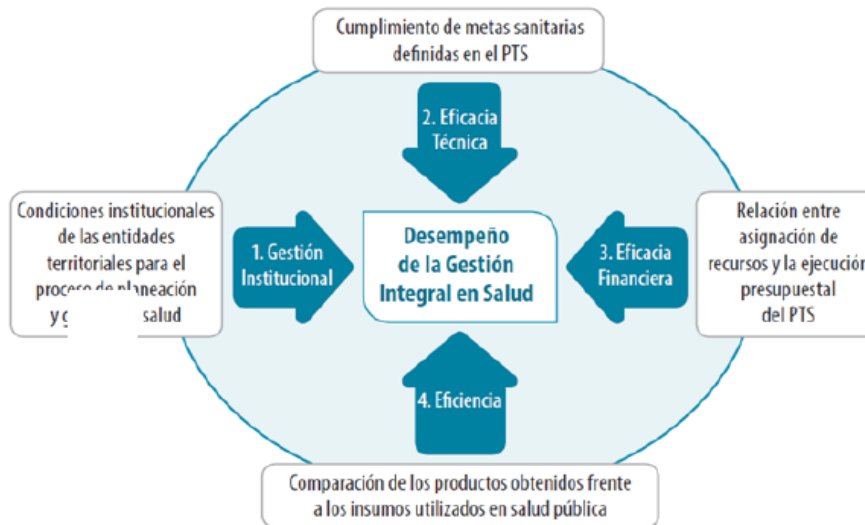 Cumplimiento de metas sanitarias
definidas en el PTS
2. Eficacia
Técnica
Condiciones institucionales
de las entidades
territoriales para el
proceso de planeación
y salud
1. Gestión
Institucional
Desempeño
de la Gestión
Integral en Salud
3. Eficacia
Financiera
Relación entre
asignación de
recursos y la ejecución
presupuestal
del PTS
4. Eficiencia
Comparación de los productos obtenidos frente
a los insumos utilizados en salud pública